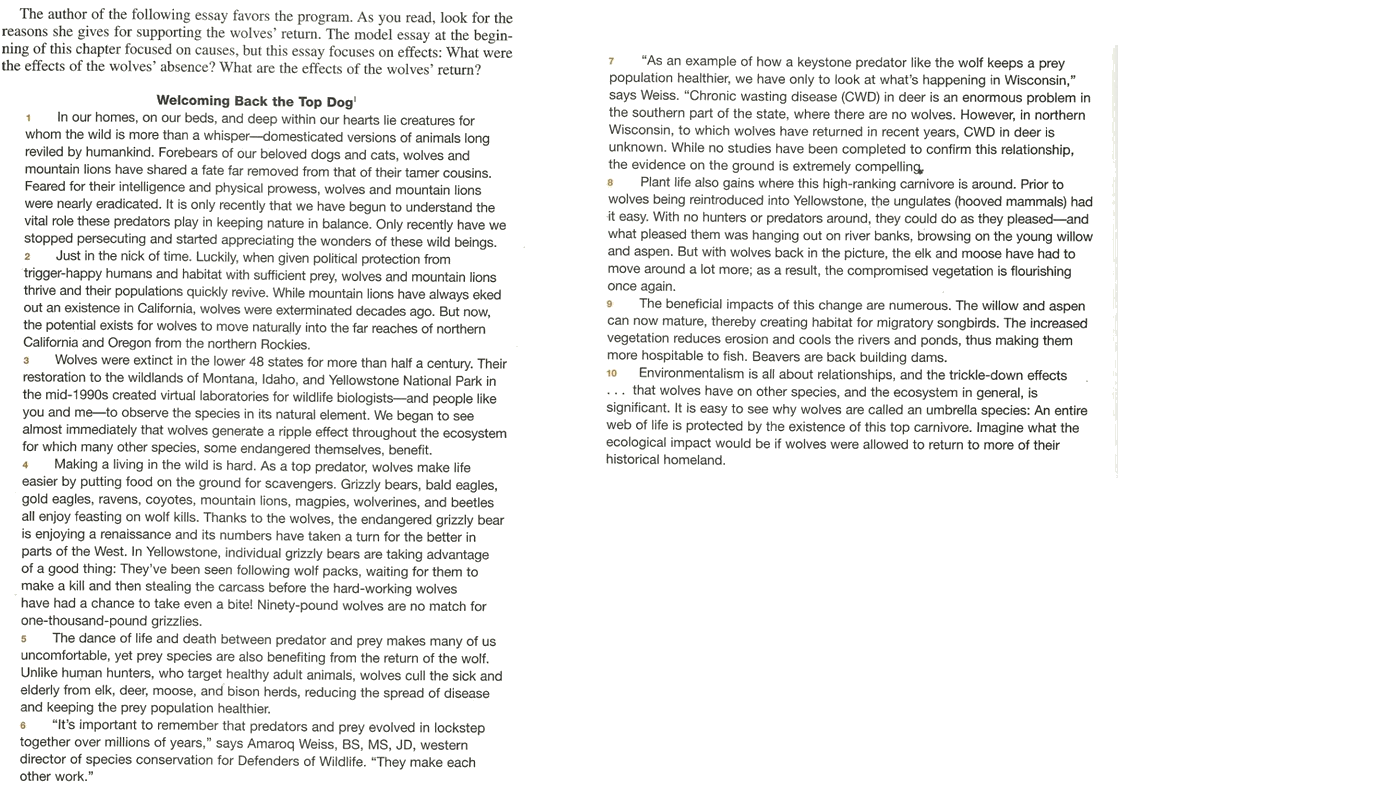 The author of the following essay favors the program. As you read, look for the
reasons she gives for supporting the wolves' return. The model essay at the begin-
ning of this chapter focused on causes, but this essay focuses on effects: What were
the effects of the wolves' absence? What are the effects of the wolves' return?
Welcoming Back the Top Dog¹
1 In our homes, on our beds, and deep within our hearts lie creatures for
whom the wild is more than a whisper—domesticated versions of animals long
reviled by humankind. Forebears of our beloved dogs and cats, wolves and
mountain lions have shared a fate far removed from that of their tamer cousins.
Feared for their intelligence and physical prowess, wolves and mountain lions
were nearly eradicated. It is only recently that we have begun to understand the
vital role these predators play in keeping nature in balance. Only recently have we
stopped persecuting and started appreciating the wonders of these wild beings.
2 Just in the nick of time. Luckily, when given political protection from
trigger-happy humans and habitat with sufficient prey, wolves and mountain lions
thrive and their populations quickly revive. While mountain lions have always eked
out an existence in California, wolves were exterminated decades ago. But now,
the potential exists for wolves to move naturally into the far reaches of northern
California and Oregon from the northern Rockies.
3 Wolves were extinct in the lower 48 states for more than half a century. Their
restoration to the wildlands of Montana, Idaho, and Yellowstone National Park in
the mid-1990s created virtual laboratories for wildlife biologists—and people like
you and me—to observe the species in its natural element. We began to see
almost immediately that wolves generate a ripple effect throughout the ecosystem
for which many other species, some endangered themselves, benefit.
4 Making a living in the wild is hard. As a top predator, wolves make life
easier by putting food on the ground for scavengers. Grizzly bears, bald eagles,
gold eagles, ravens, coyotes, mountain lions, magpies, wolverines, and beetles
all enjoy feasting on wolf kills. Thanks to the wolves, the endangered grizzly bear
is enjoying a renaissance and its numbers have taken a turn for the better in
parts of the West. In Yellowstone, individual grizzly bears are taking advantage
of a good thing: They've been seen following wolf packs, waiting for them to
make a kill and then stealing the carcass before the hard-working wolves
have had a chance to take even a bite! Ninety-pound wolves are no match for
one-thousand-pound grizzlies.
5 The dance of life and death between predator and prey makes many of us
uncomfortable, yet prey species are also benefiting from the return of the wolf.
Unlike human hunters, who target healthy adult animals, wolves cull the sick and
elderly from elk, deer, moose, and bison herds, reducing the spread of disease
and keeping the prey population healthier.
6 "It's important to remember that predators and prey evolved in lockstep
together over millions of years," says Amaroq Weiss, BS, MS, JD, western
director of species conservation for Defenders of Wildlife. "They make each
other work."
7 "As an example of how a keystone predator like the wolf keeps a prey
population healthier, we have only to look at what's happening in Wisconsin,"
says Weiss. "Chronic wasting disease (CWD) in deer is an enormous problem in
the southern part of the state, where there are no wolves. However, in northern
Wisconsin, to which wolves have returned in recent years, CWD in deer is
unknown. While no studies have been completed to confirm this relationship,
the evidence on the ground is extremely compelling.
8 Plant life also gains where this high-ranking carnivore is around. Prior to
wolves being reintroduced into Yellowstone, the ungulates (hooved mammals) had
it easy. With no hunters or predators around, they could do as they pleased—and
what pleased them was hanging out on river banks, browsing on the young willow
and aspen. But with wolves back in the picture, the elk and moose have had to
move around a lot more; as a result, the compromised vegetation is flourishing
once again.
9 The beneficial impacts of this change are numerous. The willow and aspen
can now mature, thereby creating habitat for migratory songbirds. The increased
vegetation reduces erosion and cools the rivers and ponds, thus making them
more hospitable to fish. Beavers are back building dams.
10 Environmentalism is all about relationships, and the trickle-down effects
. . . that wolves have on other species, and the ecosystem in general, is
significant. It is easy to see why wolves are called an umbrella species: An entire
web of life is protected by the existence of this top carnivore. Imagine what the
ecological impact would be if wolves were allowed to return to more of their
historical homeland.